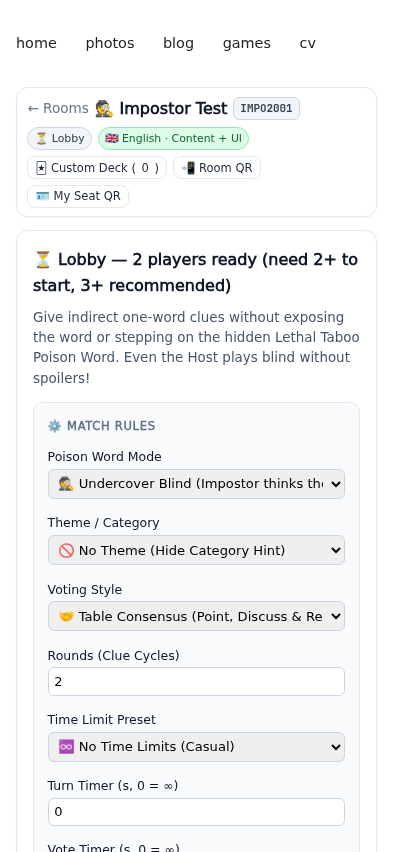 home photos blog games cv
← Rooms 🕵️ Impostor Test IMPO2001
⏳ Lobby 🇬🇧 English · Content + UI
🃏 Custom Deck ( 0 ) 📲 Room QR
🪪 My Seat QR
⏳ Lobby — 2 players ready (need 2+ to
start, 3+ recommended)
Give indirect one-word clues without exposing
the word or stepping on the hidden Lethal Taboo
Poison Word. Even the Host plays blind without
spoilers!
⚙️ MATCH RULES
Poison Word Mode
🕵️ Undercover Blind (Impostor thinks the
Theme / Category
🚫 No Theme (Hide Category Hint)
Voting Style
🤝 Table Consensus (Point, Discuss & Re
Rounds (Clue Cycles)
2
Time Limit Preset
♾️ No Time Limits (Casual)
Turn Timer (s, 0 = ∞)
0
Vote Timer (s, 0 = ∞)